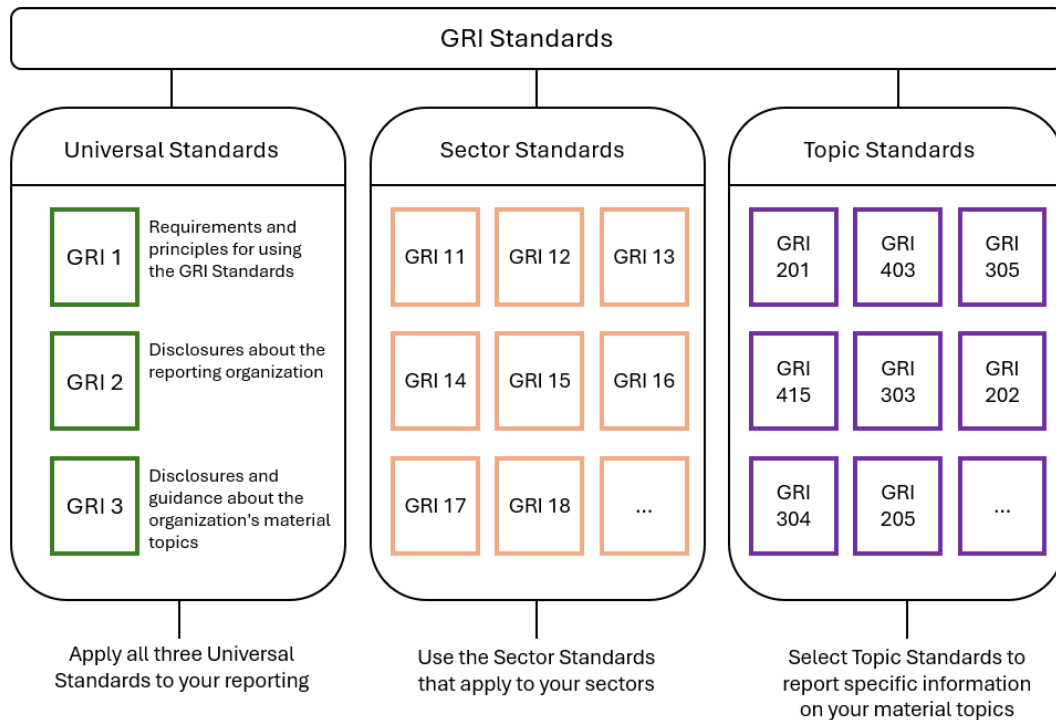 GRI Standards
Universal Standards
GRI 1
Requirements and
principles for using
the GRI Standards
GRI 2
Disclosures about the
reporting organization
GRI 3
Disclosures and
guidance about the
organization's material
topics
Apply all three Universal
Standards to your reporting
Sector Standards
GRI 11
GRI 12
GRI 13
GRI 14
GRI 15
GRI 16
GRI 17
GRI 18
...
Use the Sector Standards
that apply to your sectors
Topic Standards
GRI
201
GRI
403
GRI
305
GRI
415
GRI
303
GRI
202
GRI
304
GRI
205
...
Select Topic Standards to
report specific information
on your material topics